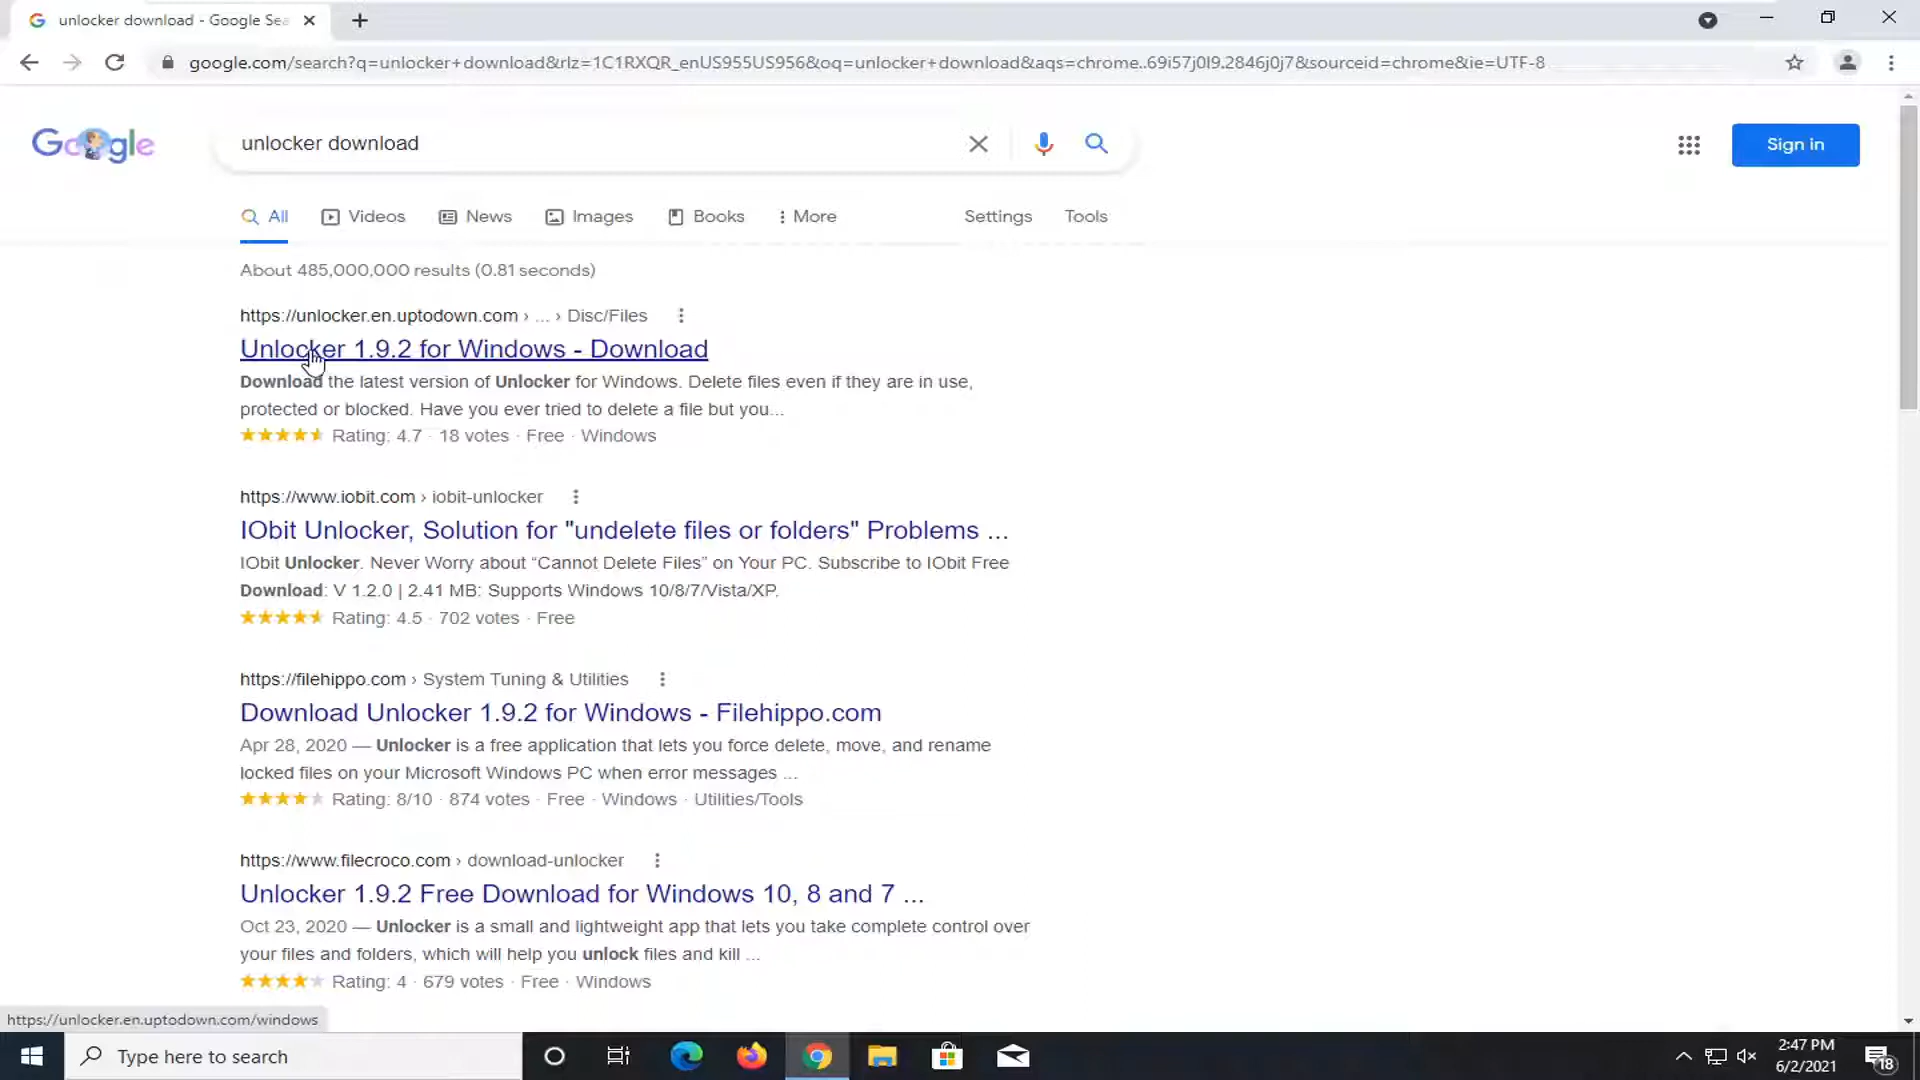 unlocker download - Google Sea
google.com/search?q=unlocker+download&rlz=1C1RXQR_enUS955US956&oq=unlocker+download&aqs=chrome..69i57j0l9.2846j0j7&sourceid=chrome&ie=UTF-8
Google
unlocker download
Sign in
All Videos News Images Books More Settings Tools
About 485,000,000 results (0.81 seconds)
https://unlocker.en.uptodown.com › ... › Disc/Files
Unlocker 1.9.2 for Windows - Download
Download the latest version of Unlocker for Windows. Delete files even if they are in use,
protected or blocked. Have you ever tried to delete a file but you...
Rating: 4.7 · 18 votes · Free · Windows
https://www.iobit.com › iobit-unlocker
IObit Unlocker, Solution for "undelete files or folders" Problems ...
IObit Unlocker. Never Worry about “Cannot Delete Files” on Your PC. Subscribe to IObit Free
Download: V 1.2.0 | 2.41 MB: Supports Windows 10/8/7/Vista/XP.
Rating: 4.5 · 702 votes · Free
https://filehippo.com › System Tuning & Utilities
Download Unlocker 1.9.2 for Windows - Filehippo.com
Apr 28, 2020 — Unlocker is a free application that lets you force delete, move, and rename
locked files on your Microsoft Windows PC when error messages ...
Rating: 8/10 · 874 votes · Free · Windows · Utilities/Tools
https://www.filecroco.com › download-unlocker
Unlocker 1.9.2 Free Download for Windows 10, 8 and 7 ...
Oct 23, 2020 — Unlocker is a small and lightweight app that lets you take complete control over
your files and folders, which will help you unlock files and kill ...
Rating: 4 · 679 votes · Free · Windows
https://unlocker.en.uptodown.com/windows
Type here to search
2:47 PM
6/2/2021
18